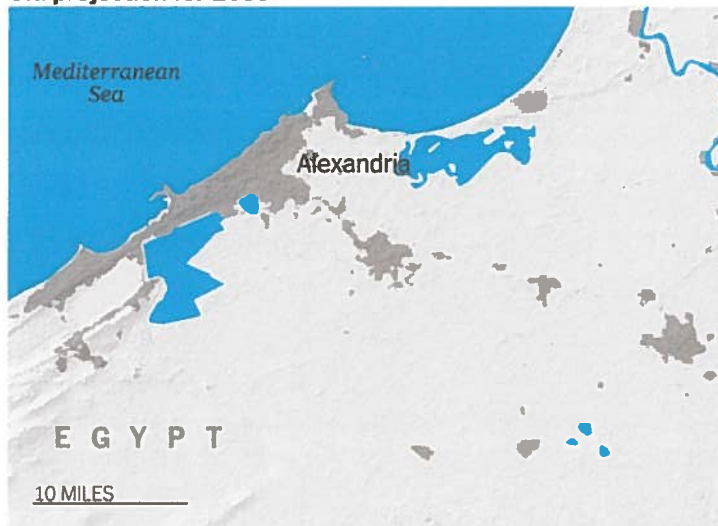 Mediterranean
Sea
Alexandria
E G Y P T
10 MILES